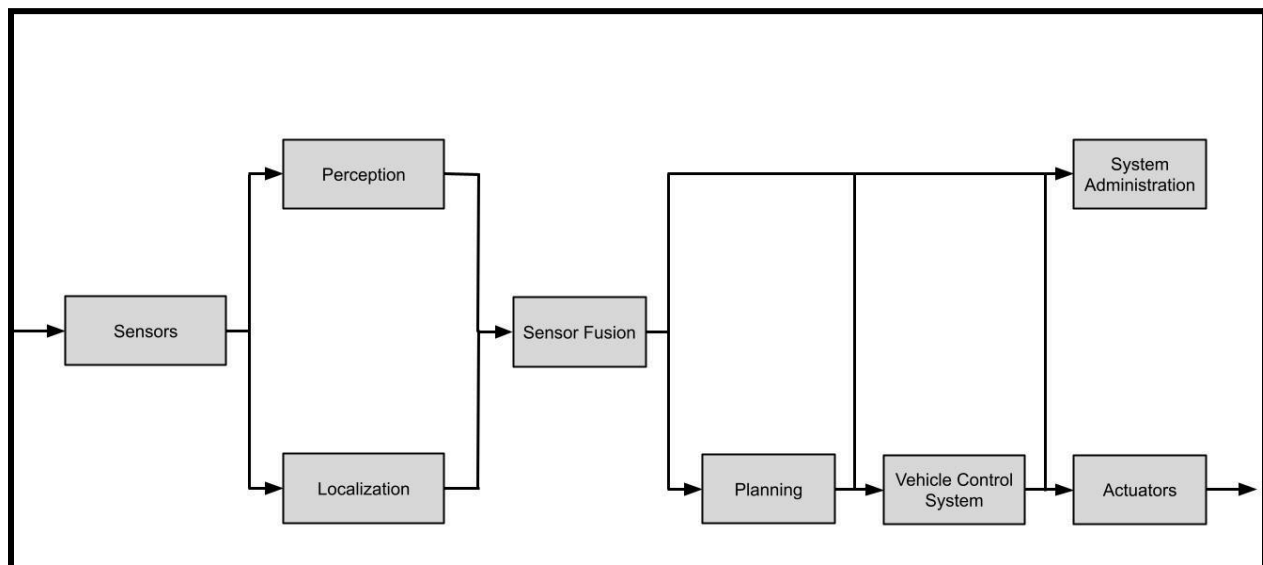 Perception
System
Administration
Sensors
Sensor Fusion
Localization
Planning
Vehicle Control
System
Actuators